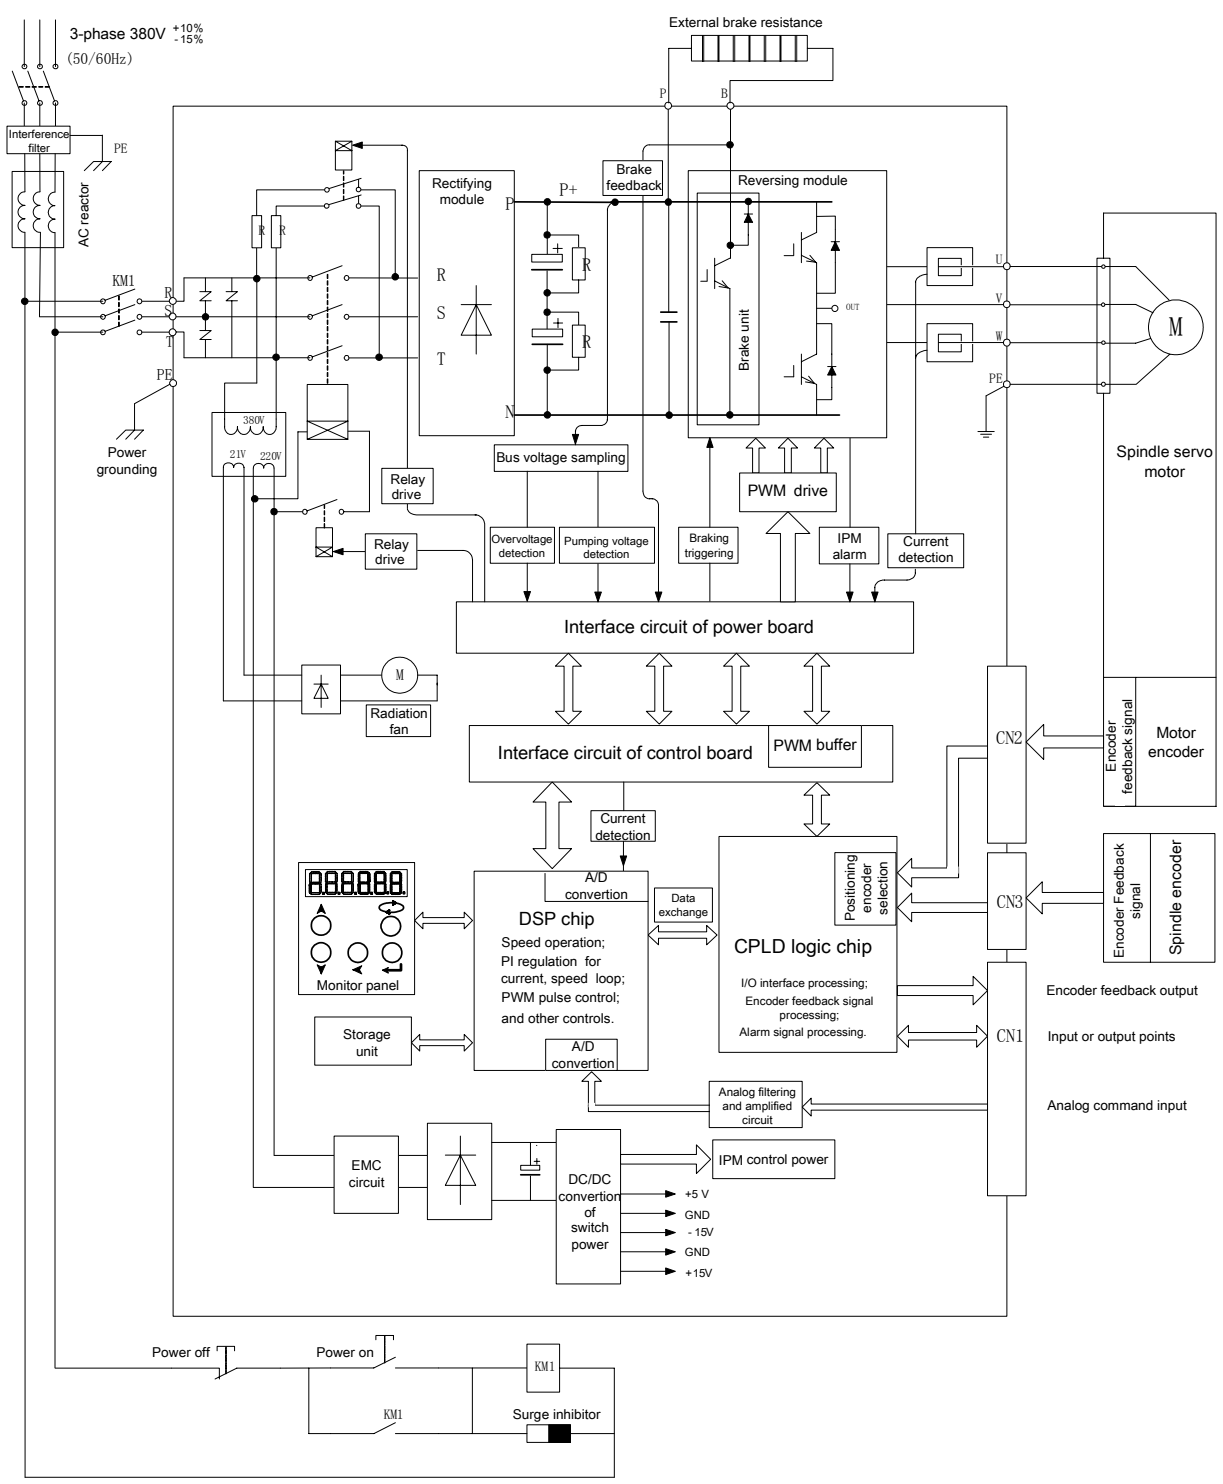 External brake resistance
3-phase 380V +10% -15%
(50/60Hz)
P
B
Interference
filter
PE
AC reactor
Brake
feedback
Rectifying
module
P+
P
Reversing module
R
R
KM1
R
S
T
R
S
T
R
R
Brake unit
OUT
U
V
W
PE
M
PE
N
Power
grounding
380V
21V
220V
Bus voltage sampling
Spindle servo
motor
Relay
drive
PWM drive
Relay
drive
Overvoltage
detection
Pumping voltage
detection
Braking
triggering
IPM
alarm
Current
detection
Interface circuit of power board
M
Radiation
fan
Interface circuit of control board
PWM buffer
CN2
Encoder
feedback signal
Motor
encoder
Current
detection
A/D
convertion
DSP chip
Speed operation;
PI regulation for
current, speed loop;
PWM pulse control;
and other controls.
A/D
convertion
Data
exchange
Positioning
encoder
selection
CPLD logic chip
I/O interface processing;
Encoder feedback signal
processing;
Alarm signal processing.
CN3
Encoder Feedback
signal
Spindle encoder
8.8.8.8.8.8.
Monitor panel
Storage
unit
CN1
Encoder feedback output
Input or output points
Analog command input
Analog filtering
and amplified
circuit
EMC
circuit
+
DC/DC
convertion
of
switch
power
IPM control power
+5 V
GND
- 15V
GND
+15V
Power off
Power on
KM1
KM1
Surge inhibitor